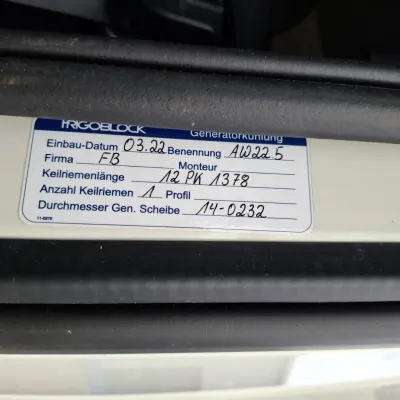 FRIGOBLOCK Generatorkühlung
Einbau-Datum 03.22 Benennung AW22.5
Firma FB Monteur
Keilriemenlänge 12 PK 1378
Anzahl Keilriemen 1 Profil
Durchmesser Gen. Scheibe 14-0232